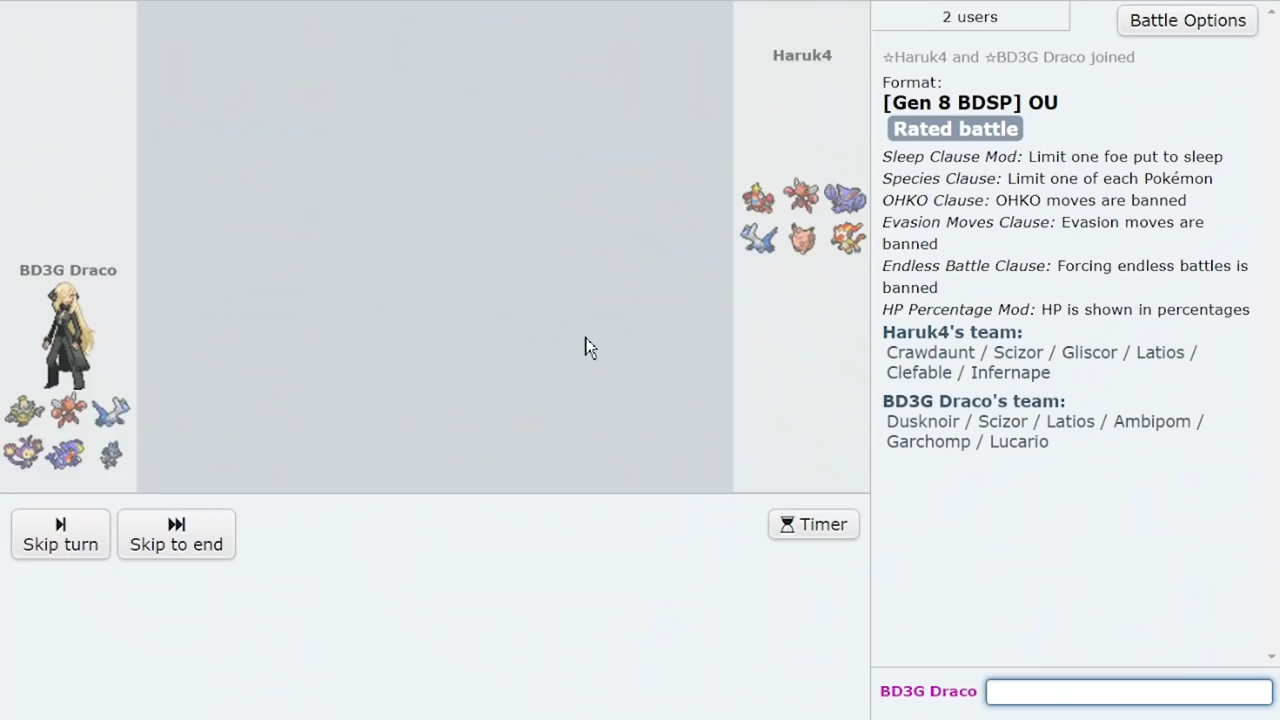 2 users
Battle Options
Haruk4
☆Haruk4 and ☆BD3G Draco joined
Format:
[Gen 8 BDSP] OU
Rated battle
Sleep Clause Mod: Limit one foe put to sleep
Species Clause: Limit one of each Pokémon
OHKO Clause: OHKO moves are banned
Evasion Moves Clause: Evasion moves are
banned
Endless Battle Clause: Forcing endless battles is
banned
HP Percentage Mod: HP is shown in percentages
Haruk4's team:
Crawdaunt / Scizor / Gliscor / Latios /
Clefable / Infernape
BD3G Draco's team:
Dusknoir / Scizor / Latios / Ambipom /
Garchomp / Lucario
BD3G Draco
Skip turn
Skip to end
Timer
BD3G Draco